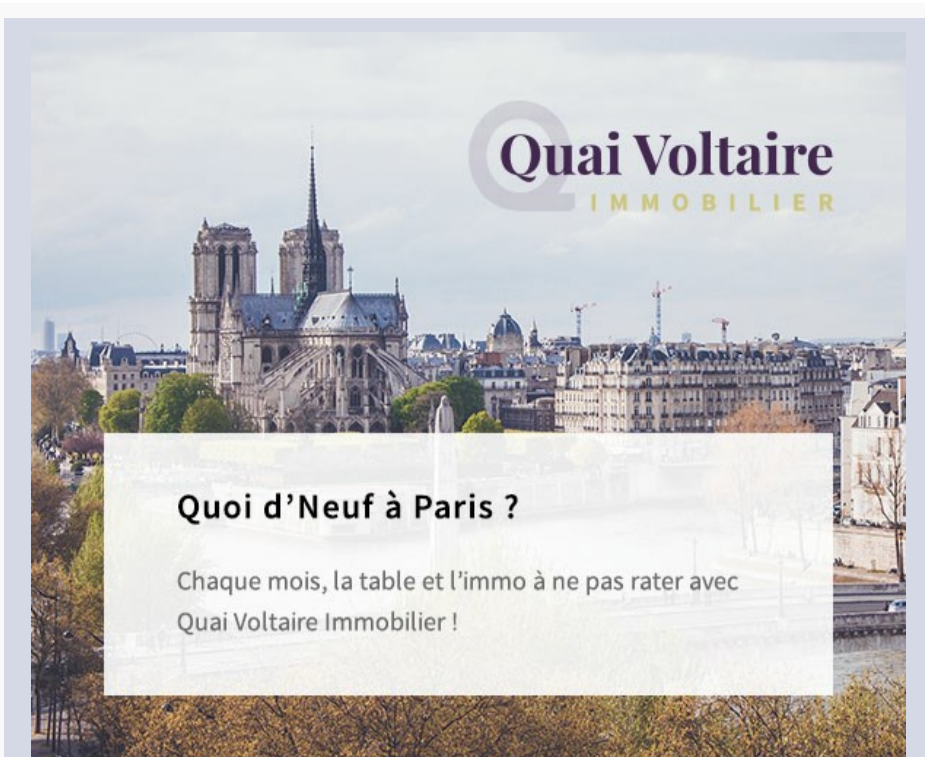 Quai Voltaire
IMMOBILIER
Quoi d’Neuf à Paris ?
Chaque mois, la table et l’immo à ne pas rater avec
Quai Voltaire Immobilier !